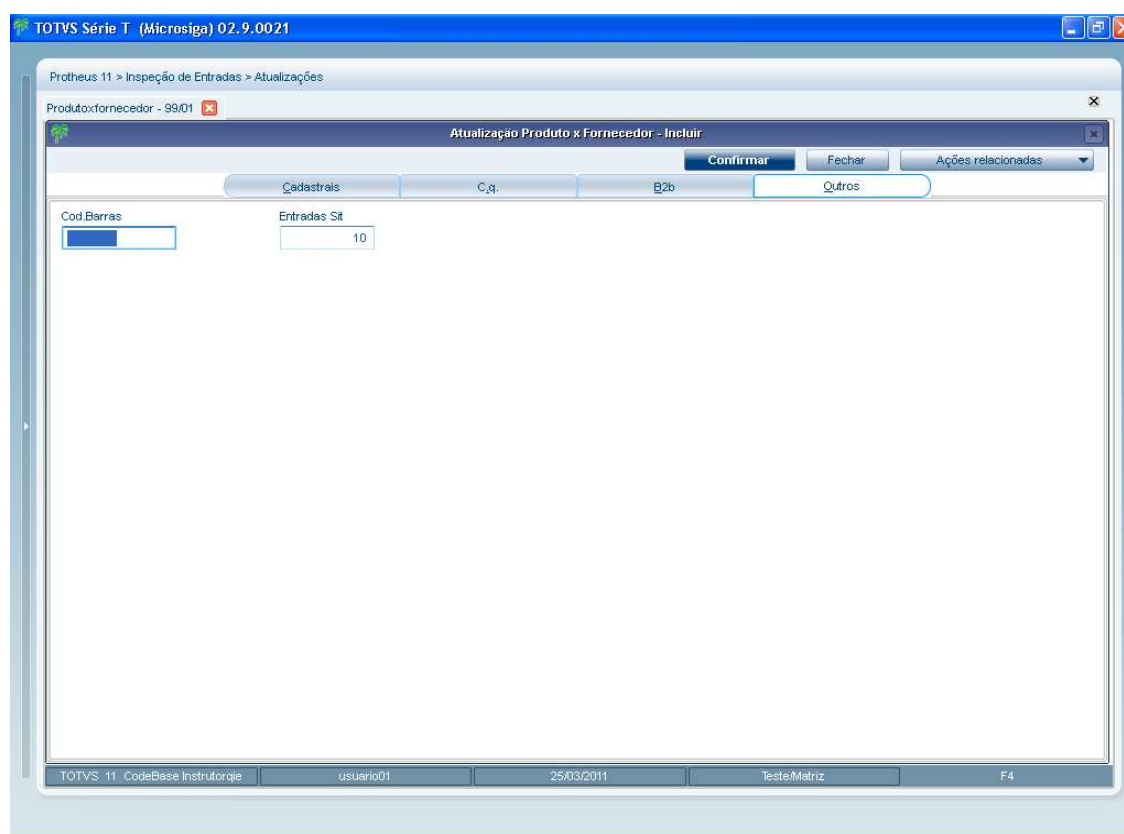 TOTVS Série T (Microsiga) 02.9.0021
Protheus 11 > Inspeção de Entradas > Atualizações
Produtoxfornecedor - 99/01
Atualização Produto x Fornecedor - Incluir
Confirmar Fechar Ações relacionadas
Cadastrais C.q. B2b Outros
Cod.Barras Entradas Sit
10
TOTVS 11 CodeBase Instrutorqie usuario01 25/03/2011 Teste/Matriz F4